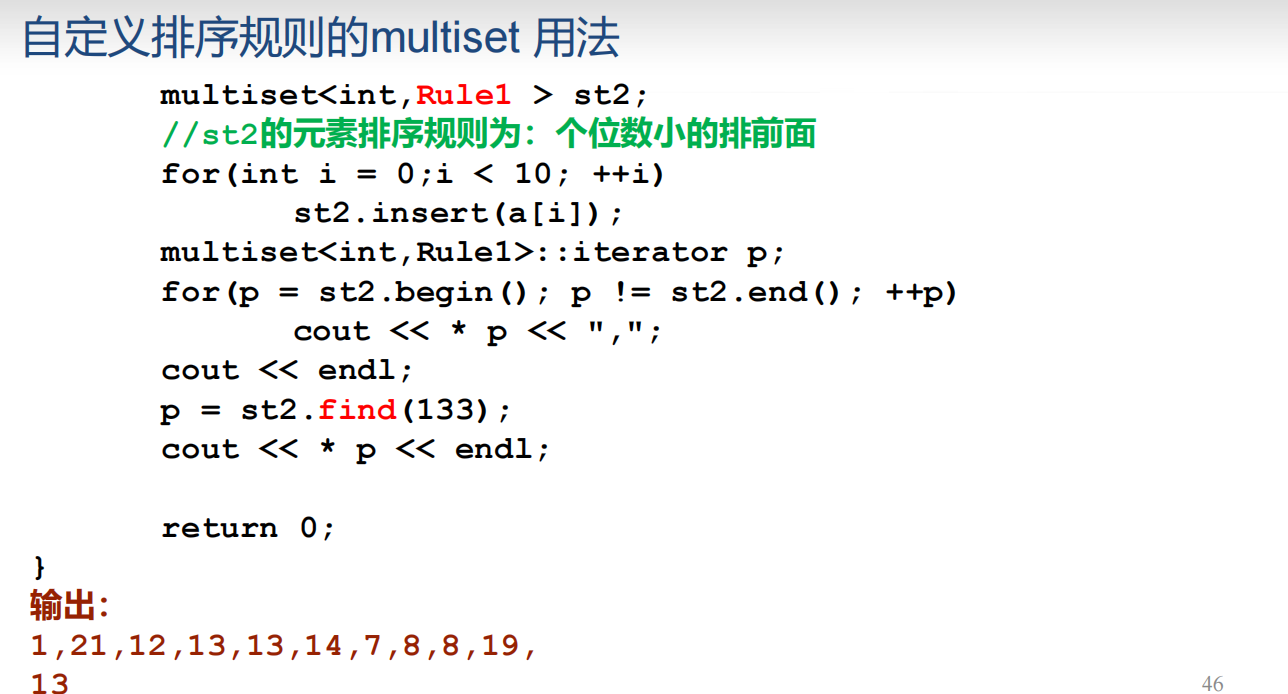 自定义排序规则的multiset 用法
multiset<int,Rule1 > st2;
//st2的元素排序规则为：个位数小的排前面
for(int i = 0;i < 10; ++i)
st2.insert(a[i]);
multiset<int,Rule1>::iterator p;
for(p = st2.begin(); p != st2.end(); ++p)
cout << * p << ",";
cout << endl;
p = st2.find(133);
cout << * p << endl;
return 0;
}
输出：
1,21,12,13,13,14,7,8,8,19,
13
46